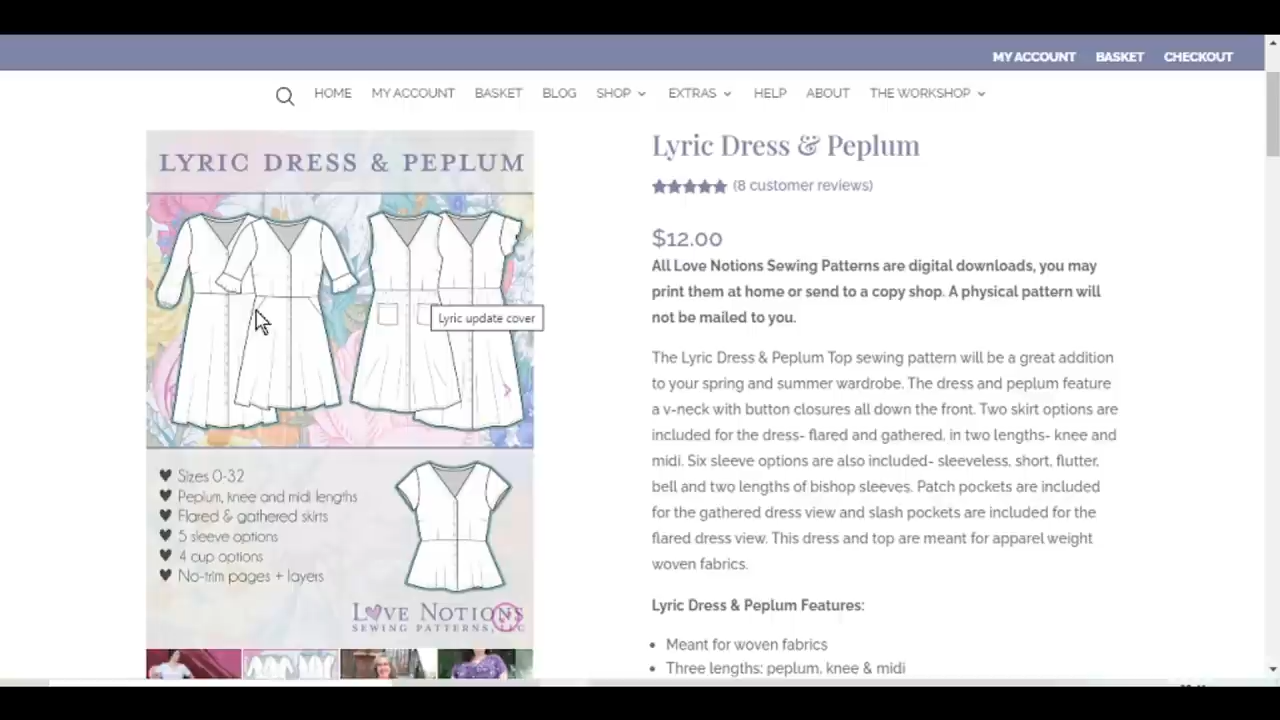 MY ACCOUNT BASKET CHECKOUT
HOME MY ACCOUNT BASKET BLOG SHOP EXTRAS HELP ABOUT THE WORKSHOP
LYRIC DRESS & PEPLUM
Lyric update cover
♥ Sizes 0-32
♥ Peplum, knee and midi lengths
♥ Flared & gathered skirts
♥ 5 sleeve options
♥ 4 cup options
♥ No-trim pages + layers
LOVE NOTIONS
SEWING PATTERNS, LLC
Lyric Dress & Peplum
(8 customer reviews)
$12.00
All Love Notions Sewing Patterns are digital downloads, you may
print them at home or send to a copy shop. A physical pattern will
not be mailed to you.
The Lyric Dress & Peplum Top sewing pattern will be a great addition
to your spring and summer wardrobe. The dress and peplum feature
a v-neck with button closures all down the front. Two skirt options are
included for the dress- flared and gathered, in two lengths- knee and
midi. Six sleeve options are also included- sleeveless, short, flutter,
bell and two lengths of bishop sleeves. Patch pockets are included
for the gathered dress view and slash pockets are included for the
flared dress view. This dress and top are meant for apparel weight
woven fabrics.
Lyric Dress & Peplum Features:
• Meant for woven fabrics
• Three lengths: peplum, knee & midi